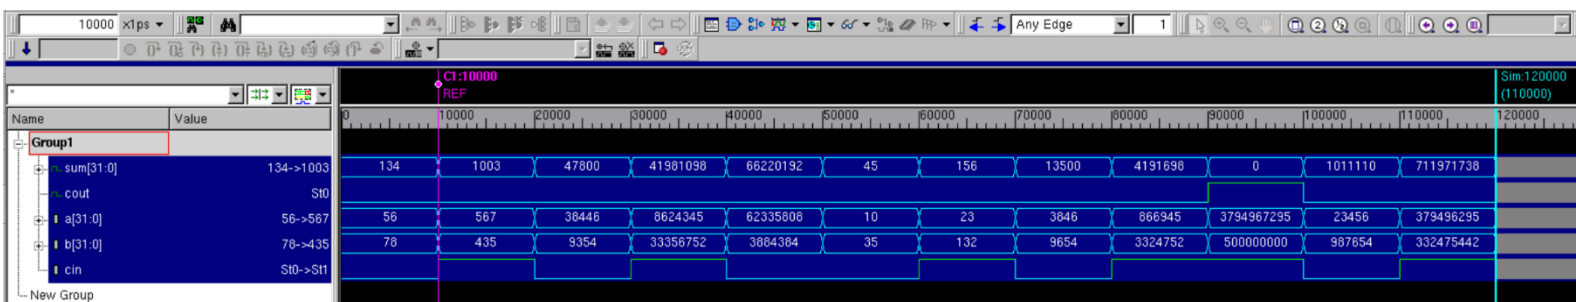 10000 x1ps Any Edge 1
C1:10000 Sim:120000
REF (110000)
*
Name Value 0 10000 20000 30000 40000 50000 60000 70000 80000 90000 100000 110000 120000
Group1
sum[31:0] 134->1003 134 1003 47800 41981098 66220192 45 156 13500 4191698 0 1011110 711971738
cout St0
a[31:0] 56->567 56 567 38446 8624345 62335808 10 23 3846 866945 3794967295 23456 379496295
b[31:0] 78->435 78 435 9354 33356752 3884384 35 132 9654 3324752 500000000 987654 332475442
cin St0->St1
New Group